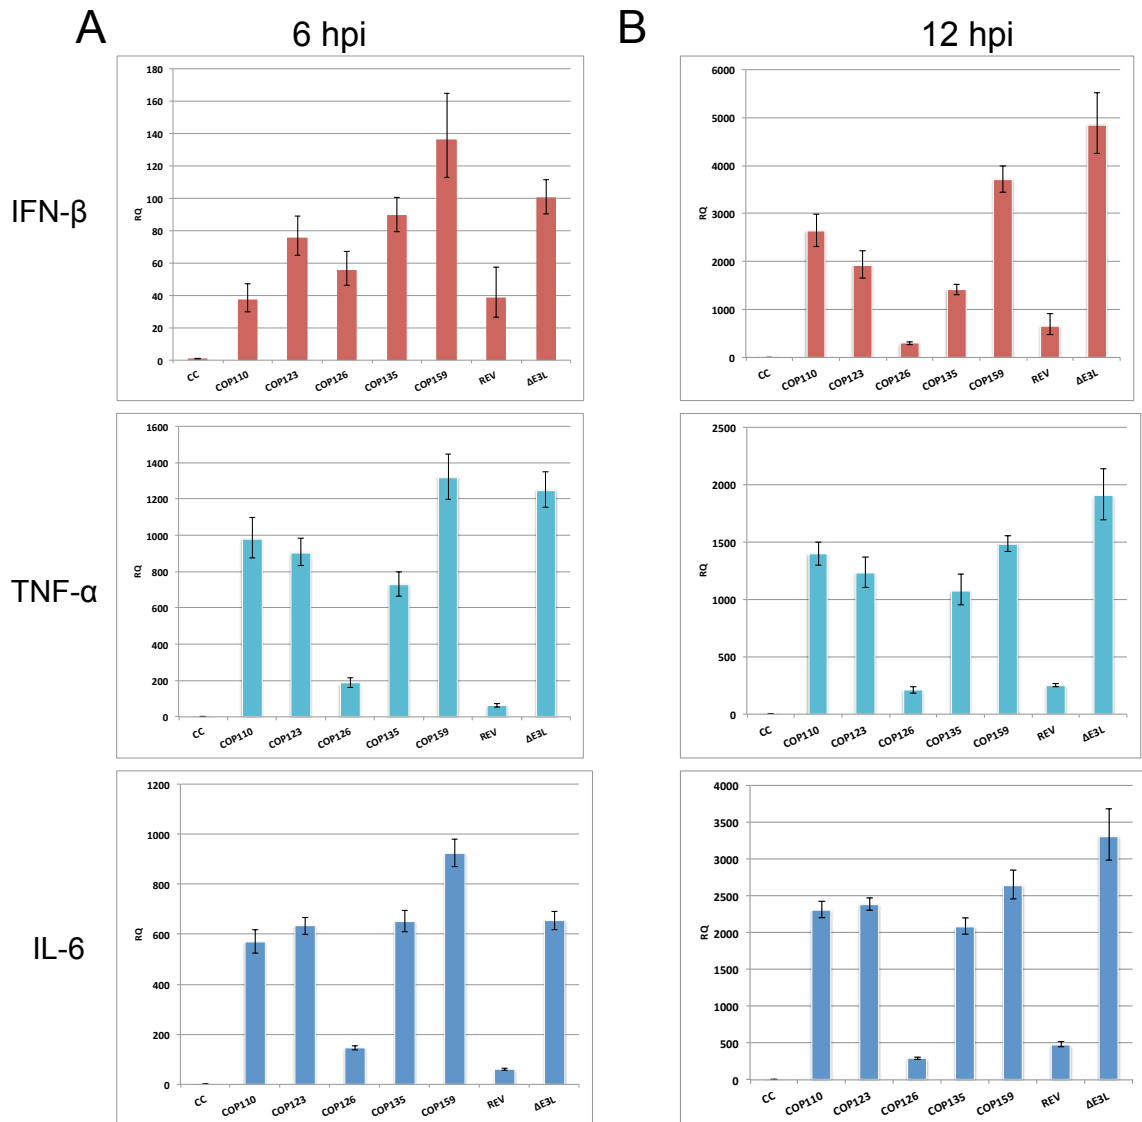 A
6 hpi
B
12 hpi
IFN-β
RQ
180
160
140
120
100
80
60
40
20
0
CC
COP110
COP123
COP126
COP135
COP159
REV
ΔE3L
RQ
6000
5000
4000
3000
2000
1000
0
CC
COP110
COP123
COP126
COP135
COP159
REV
ΔE3L
TNF-α
RQ
1600
1400
1200
1000
800
600
400
200
0
CC
COP110
COP123
COP126
COP135
COP159
REV
ΔE3L
RQ
2500
2000
1500
1000
500
0
CC
COP110
COP123
COP126
COP135
COP159
REV
ΔE3L
IL-6
RQ
1200
1000
800
600
400
200
0
CC
COP110
COP123
COP126
COP135
COP159
REV
ΔE3L
RQ
4000
3500
3000
2500
2000
1500
1000
500
0
CC
COP110
COP123
COP126
COP135
COP159
REV
ΔE3L